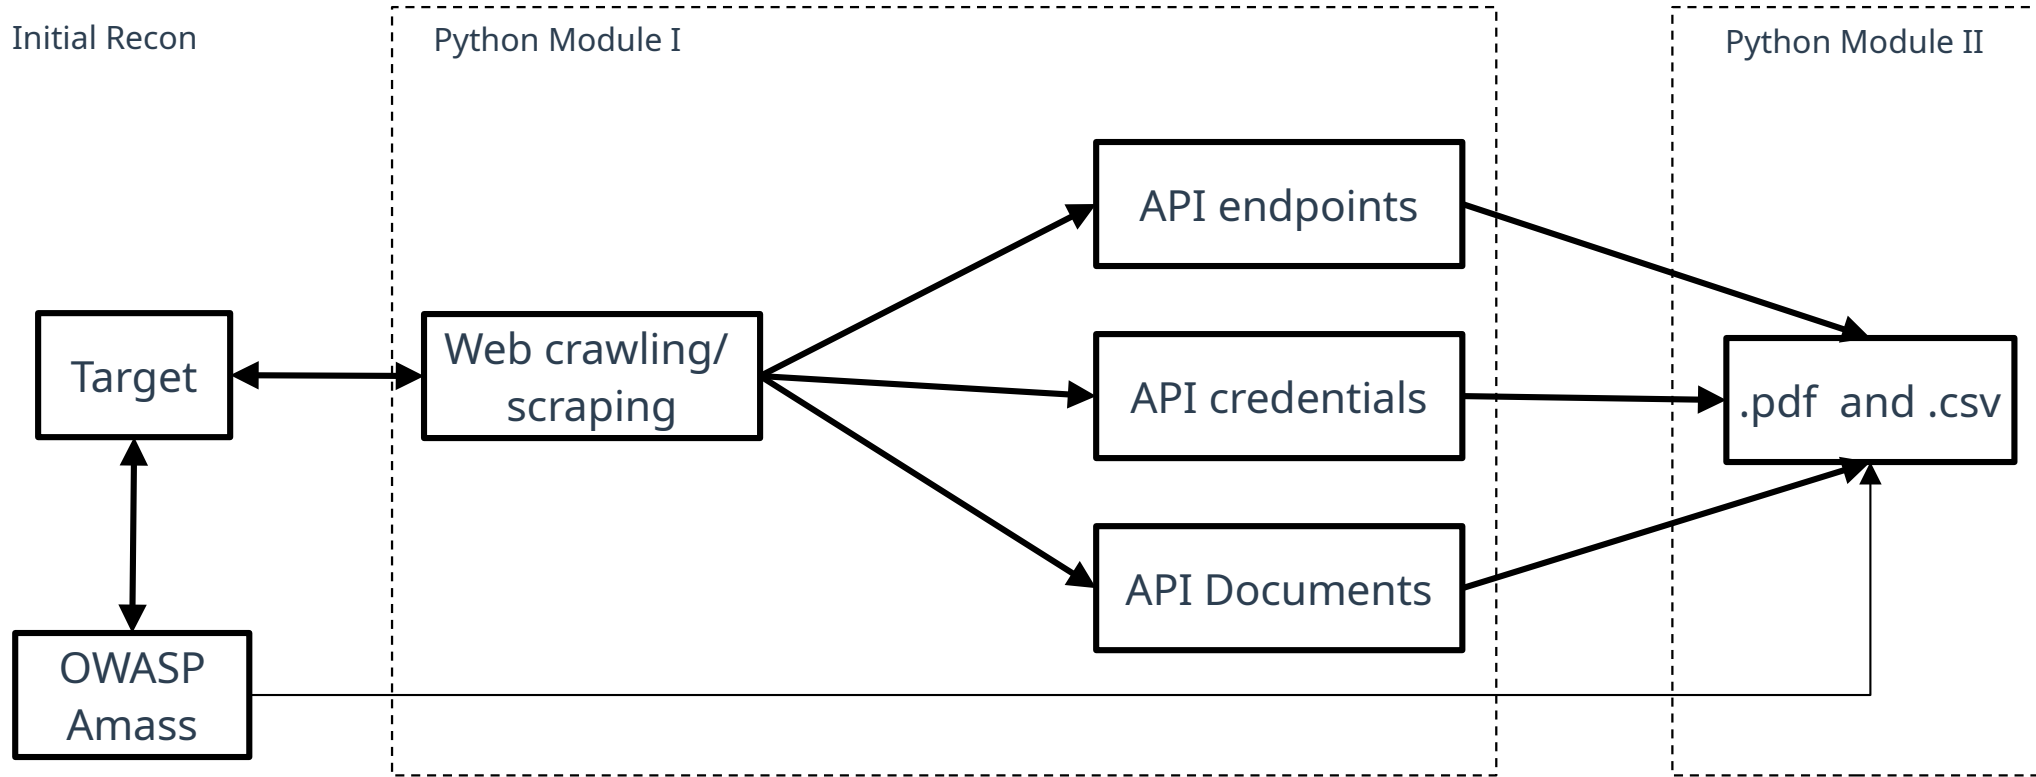 Initial Recon
Python Module I
Python Module II
API endpoints
Target
Web crawling/
scraping
API credentials
.pdf  and .csv
API Documents
OWASP
Amass